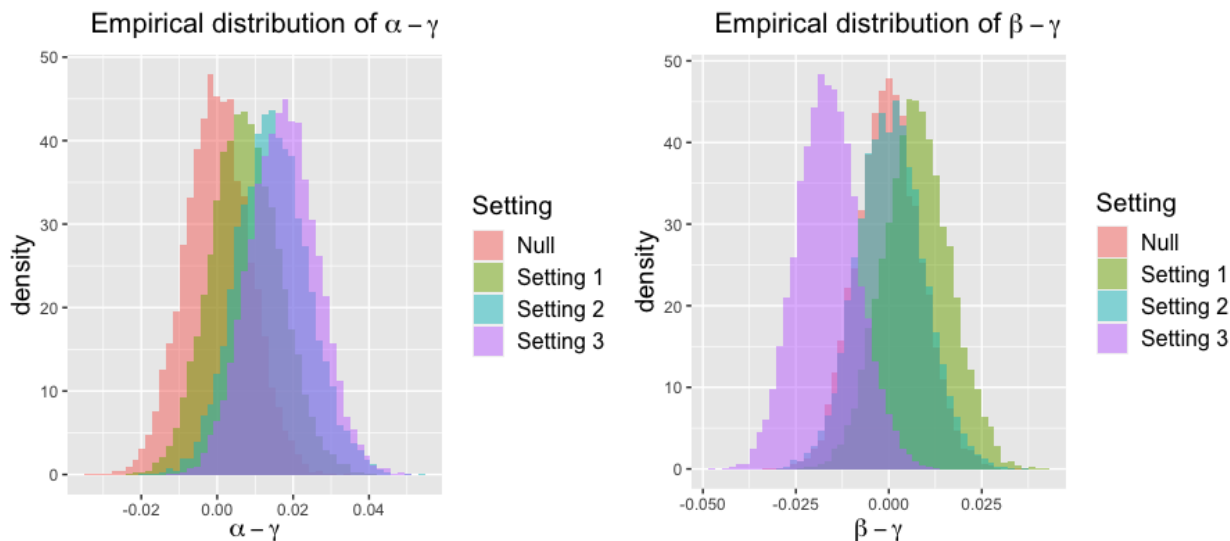 Empirical distribution of α − γ
50
40
30
20
10
0
density
-0.02
0.00
0.02
0.04
α − γ
Setting
Null
Setting 1
Setting 2
Setting 3
Empirical distribution of β − γ
50
40
30
20
10
0
density
-0.050
-0.025
0.000
0.025
β − γ
Setting
Null
Setting 1
Setting 2
Setting 3